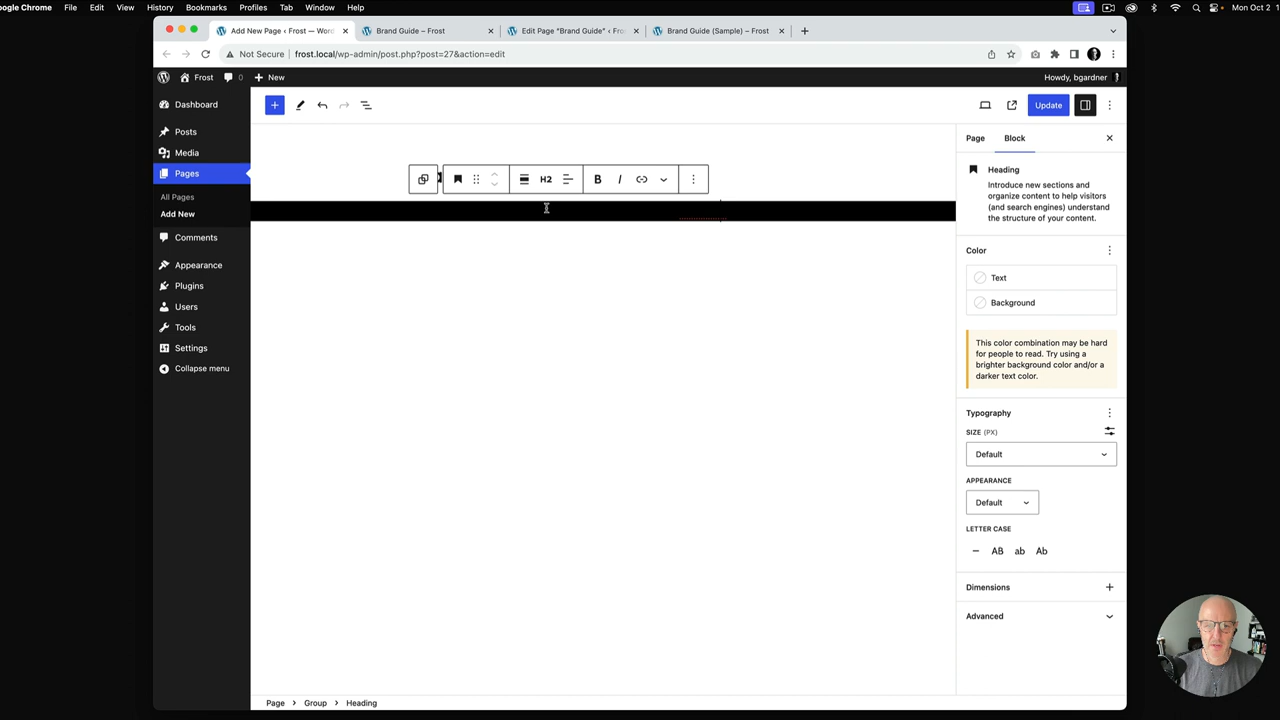 Google Chrome File Edit View History Bookmarks Profiles Tab Window Help Mon Oct 2 1
Add New Page ‹ Frost — Word
Brand Guide – Frost
Edit Page "Brand Guide" ‹ Fro
Brand Guide (Sample) – Frost
Not Secure frost.local/wp-admin/post.php?post=27&action=edit
Frost 0 New Howdy, bgardner
Dashboard
Posts
Media
Pages
All Pages
Add New
Comments
Appearance
Plugins
Users
Tools
Settings
Collapse menu
Update
H2 B I
Page Block
Heading
Introduce new sections and
organize content to help visitors
(and search engines) understand
the structure of your content.
Color
Text
Background
This color combination may be hard
for people to read. Try using a
brighter background color and/or a
darker text color.
Typography
SIZE (PX)
Default
APPEARANCE
Default
LETTER CASE
— AB ab Ab
Dimensions
Advanced
Page > Group > Heading